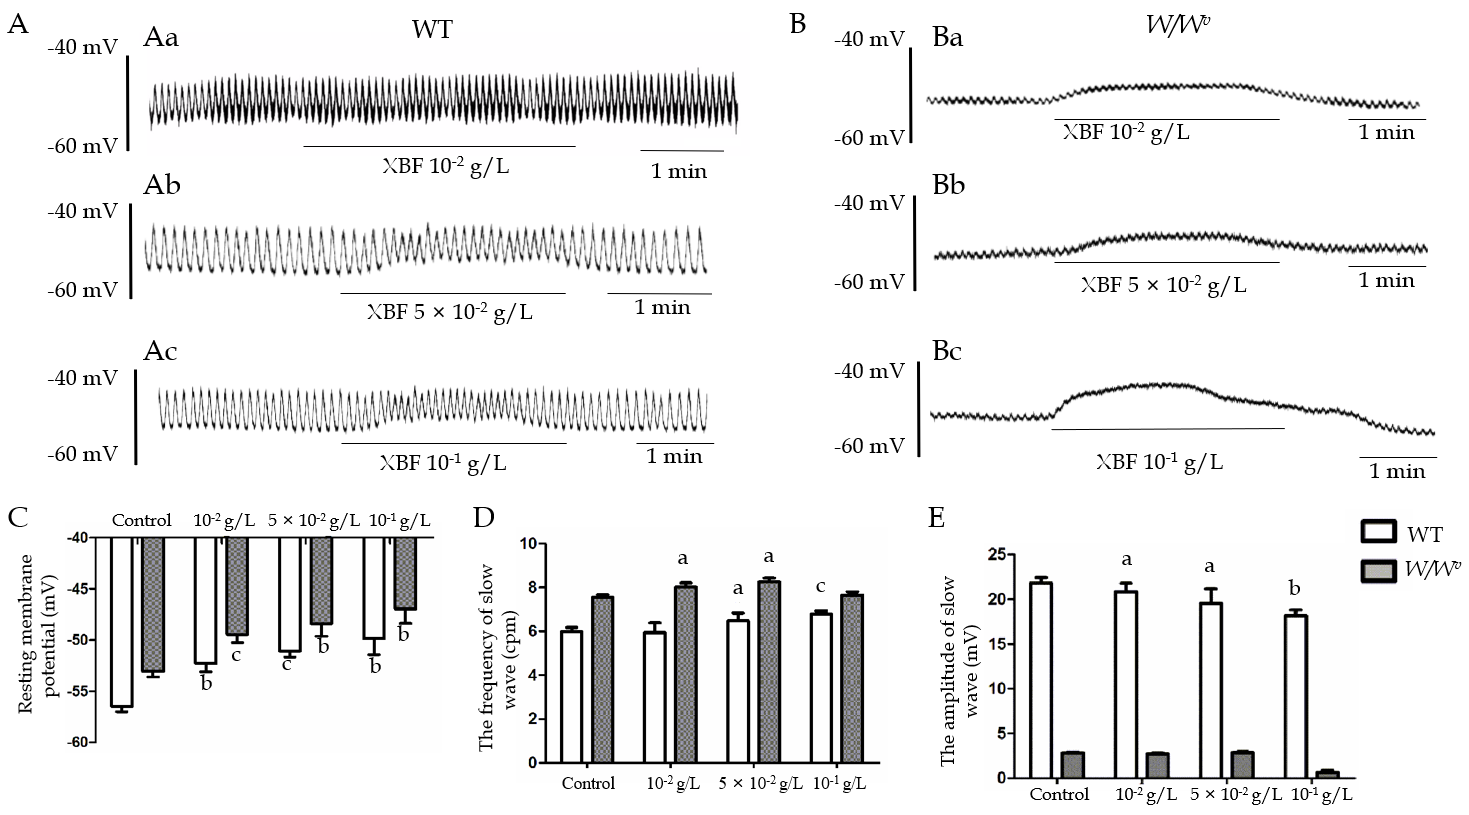 A
WT
Aa
-40 mV
-60 mV
XBF 10-2 g/L
1 min
Ab
-40 mV
-60 mV
XBF 5 × 10-2 g/L
1 min
Ac
-40 mV
-60 mV
XBF 10-1 g/L
1 min
B
W/Wv
Ba
-40 mV
-60 mV
XBF 10-2 g/L
1 min
Bb
-40 mV
-60 mV
XBF 5 × 10-2 g/L
1 min
Bc
-40 mV
-60 mV
XBF 10-1 g/L
1 min
C
Control
10-2 g/L
5 × 10-2 g/L
10-1 g/L
Resting membrane
potential (mV)
-40
-45
-50
-55
-60
b
c
c
b
b
b
D
The frequency of slow
wave (cpm)
10
8
6
4
2
0
a
a
a
c
Control
10-2 g/L
5 × 10-2 g/L
10-1 g/L
E
The amplitude of slow
wave (mV)
25
20
15
10
5
0
a
a
b
Control
10-2 g/L
5 × 10-2 g/L
10-1 g/L
WT
W/Wv